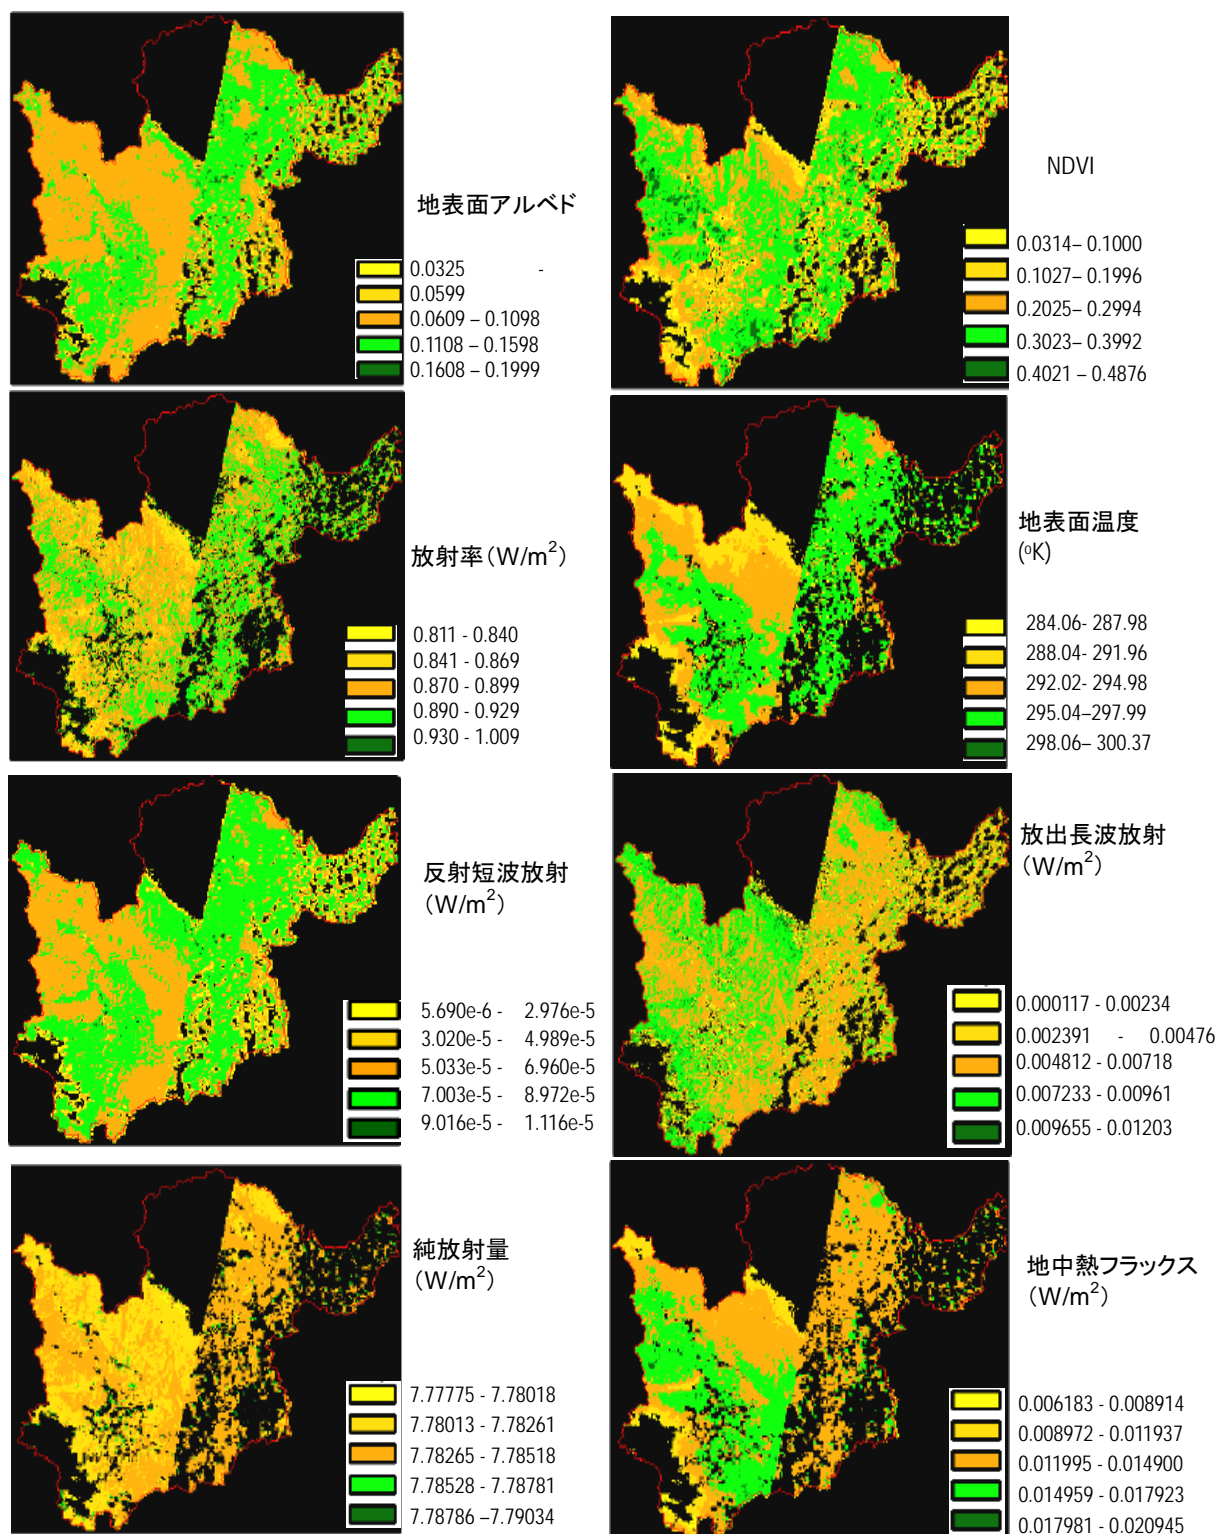 地表面アルベド
0.0325 -
0.0599
0.0609 – 0.1098
0.1108 – 0.1598
0.1608 – 0.1999
NDVI
0.0314– 0.1000
0.1027– 0.1996
0.2025– 0.2994
0.3023– 0.3992
0.4021 – 0.4876
放射率(W/m²)
0.811 - 0.840
0.841 - 0.869
0.870 - 0.899
0.890 - 0.929
0.930 - 1.009
地表面温度
(ºK)
284.06- 287.98
288.04- 291.96
292.02- 294.98
295.04–297.99
298.06– 300.37
反射短波放射
(W/m²)
5.690e-6 - 2.976e-5
3.020e-5 - 4.989e-5
5.033e-5 - 6.960e-5
7.003e-5 - 8.972e-5
9.016e-5 - 1.116e-5
放出長波放射
(W/m²)
0.000117 - 0.00234
0.002391 - 0.00476
0.004812 - 0.00718
0.007233 - 0.00961
0.009655 - 0.01203
純放射量
(W/m²)
7.77775 - 7.78018
7.78013 - 7.78261
7.78265 - 7.78518
7.78528 - 7.78781
7.78786 –7.79034
地中熱フラックス
(W/m²)
0.006183 - 0.008914
0.008972 - 0.011937
0.011995 - 0.014900
0.014959 - 0.017923
0.017981 - 0.020945